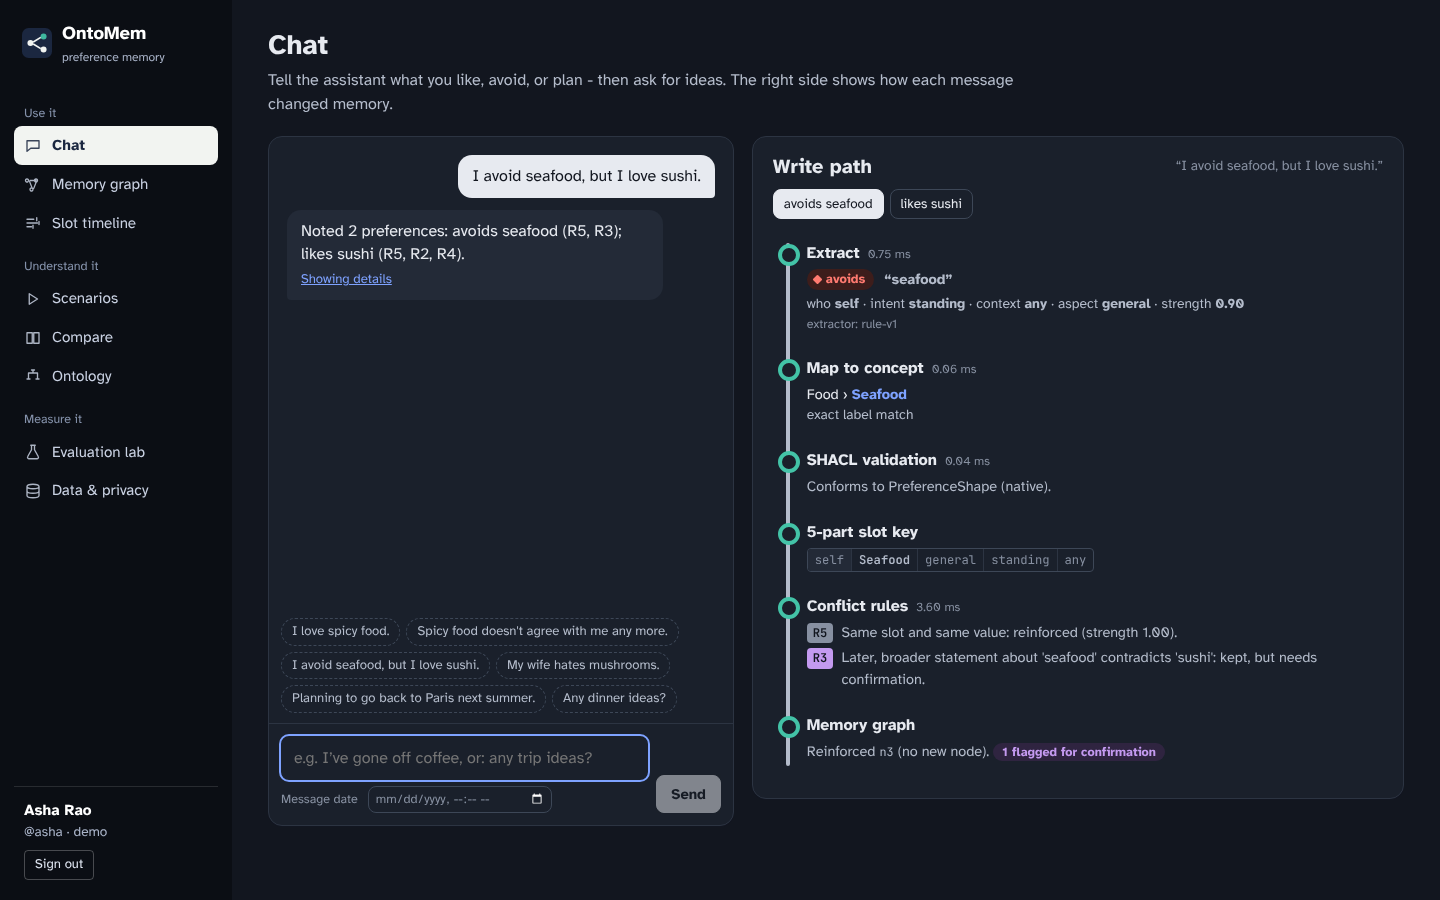 OntoMem
preference memory
Use it
Chat
Memory graph
Slot timeline
Understand it
Scenarios
Compare
Ontology
Measure it
Evaluation lab
Data & privacy
Asha Rao
@asha · demo
Sign out
Chat
Tell the assistant what you like, avoid, or plan - then ask for ideas. The right side shows how each message
changed memory.
I avoid seafood, but I love sushi.
Noted 2 preferences: avoids seafood (R5, R3);
likes sushi (R5, R2, R4).
Showing details
I love spicy food.
Spicy food doesn't agree with me any more.
I avoid seafood, but I love sushi.
My wife hates mushrooms.
Planning to go back to Paris next summer.
Any dinner ideas?
e.g. I've gone off coffee, or: any trip ideas?
Message date
mm/dd/yyyy, --:-- --
Send
Write path
“I avoid seafood, but I love sushi.”
avoids seafood
likes sushi
Extract 0.75 ms
◆ avoids “seafood”
who self · intent standing · context any · aspect general · strength 0.90
extractor: rule-v1
Map to concept 0.06 ms
Food › Seafood
exact label match
SHACL validation 0.04 ms
Conforms to PreferenceShape (native).
5-part slot key
self Seafood general standing any
Conflict rules 3.60 ms
R5 Same slot and same value: reinforced (strength 1.00).
R3 Later, broader statement about 'seafood' contradicts 'sushi': kept, but needs
confirmation.
Memory graph
Reinforced n3 (no new node). 1 flagged for confirmation